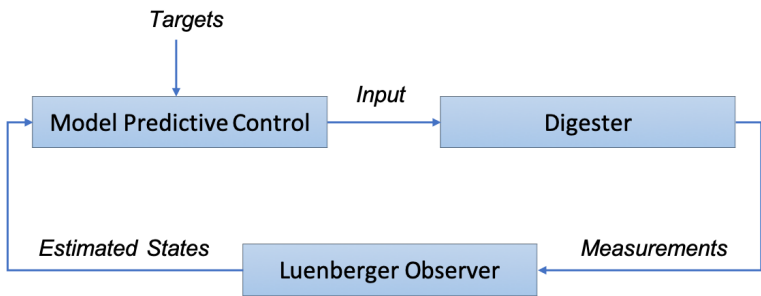 Targets
Input
Model Predictive Control
Digester
Estimated States
Measurements
Luenberger Observer